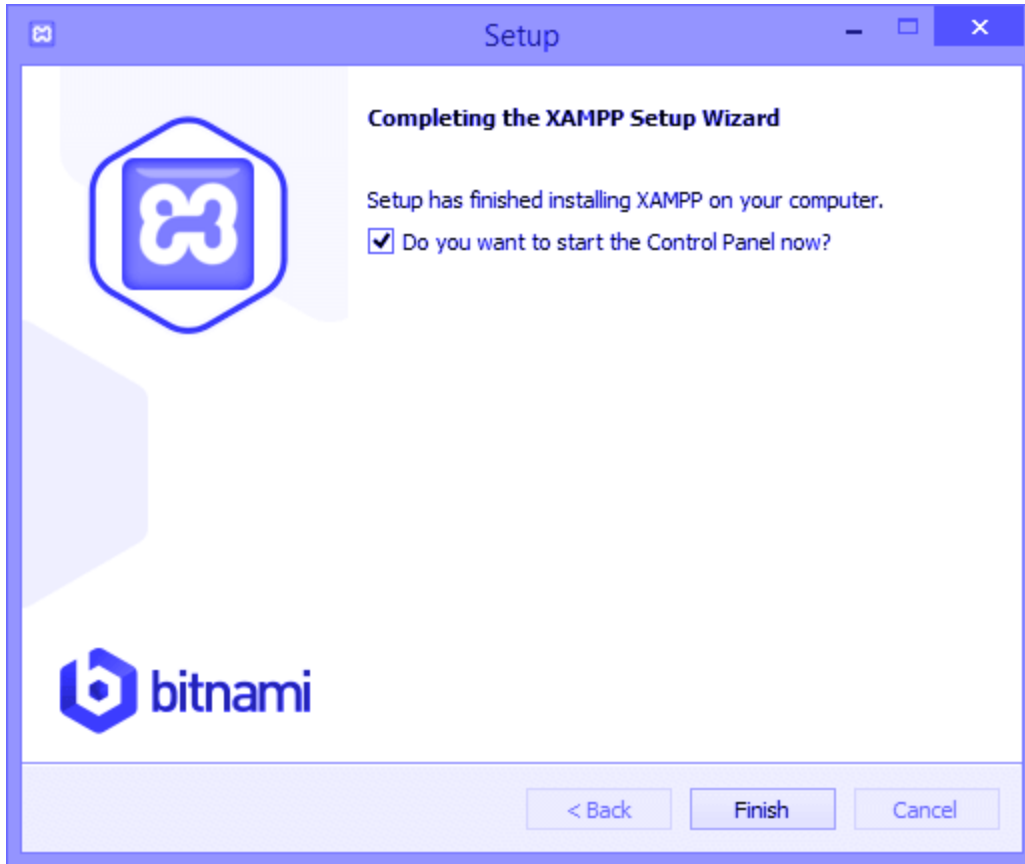 Setup
Completing the XAMPP Setup Wizard
Setup has finished installing XAMPP on your computer.
Do you want to start the Control Panel now?
bitnami
< Back
Finish
Cancel